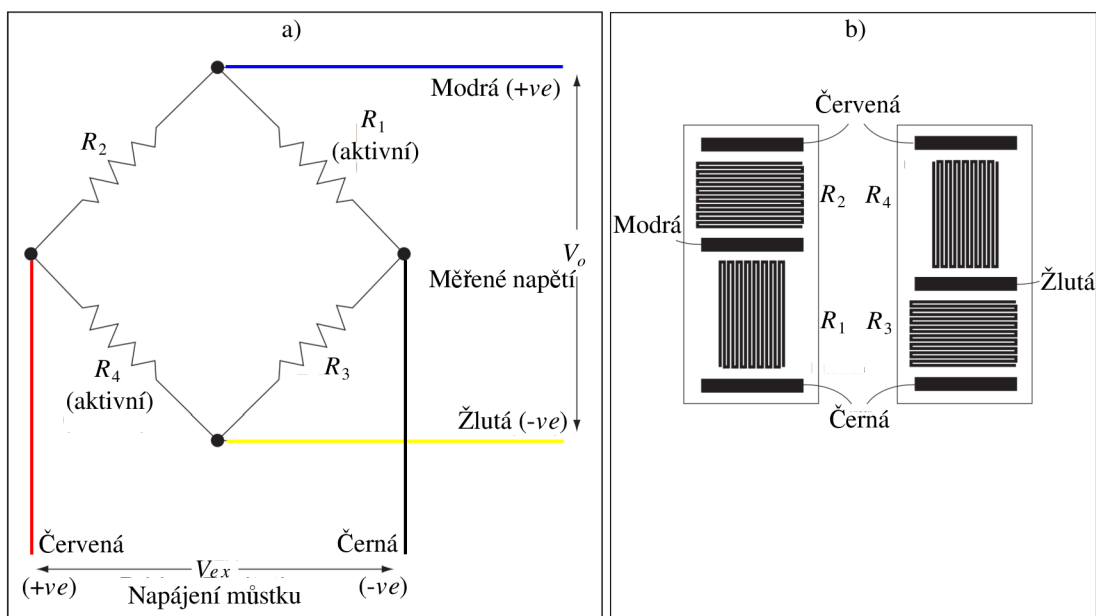 a)
Modrá (+ve)
R2
R1
(aktivní)
Vo
Měřené napětí
R4
(aktivní)
R3
Žlutá (-ve)
Červená
Černá
Vex
(+ve)
(-ve)
Napájení můstku
b)
Červená
R2
R4
Modrá
Žlutá
R1
R3
Černá